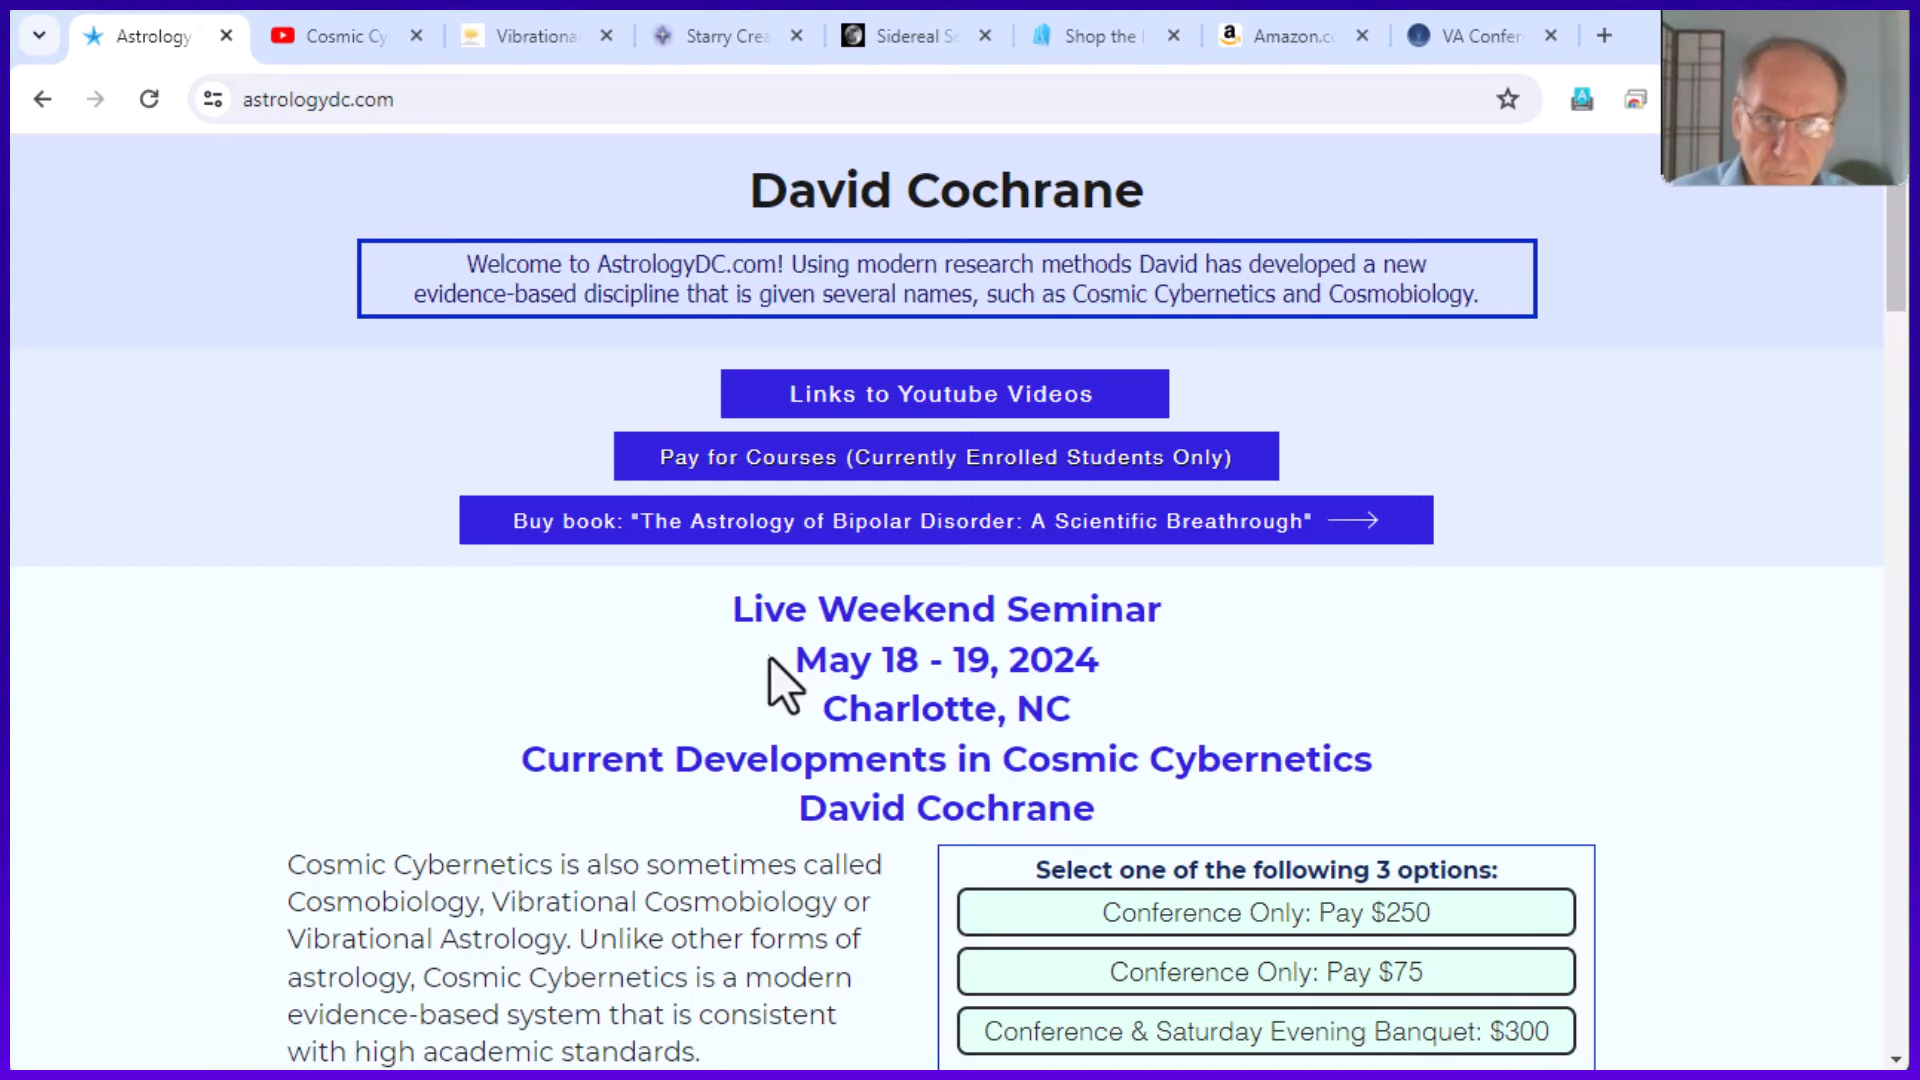 Astrology
Cosmic Cy
Vibrationa
Starry Crea
Sidereal Sc
Shop the
Amazon.co
VA Confer
astrologydc.com
David Cochrane
Welcome to AstrologyDC.com! Using modern research methods David has developed a new
evidence-based discipline that is given several names, such as Cosmic Cybernetics and Cosmobiology.
Links to Youtube Videos
Pay for Courses (Currently Enrolled Students Only)
Buy book: "The Astrology of Bipolar Disorder: A Scientific Breakthrough"
Live Weekend Seminar
May 18 - 19, 2024
Charlotte, NC
Current Developments in Cosmic Cybernetics
David Cochrane
Cosmic Cybernetics is also sometimes called
Cosmobiology, Vibrational Cosmobiology or
Vibrational Astrology. Unlike other forms of
astrology, Cosmic Cybernetics is a modern
evidence-based system that is consistent
with high academic standards.
Select one of the following 3 options:
Conference Only: Pay $250
Conference Only: Pay $75
Conference & Saturday Evening Banquet: $300